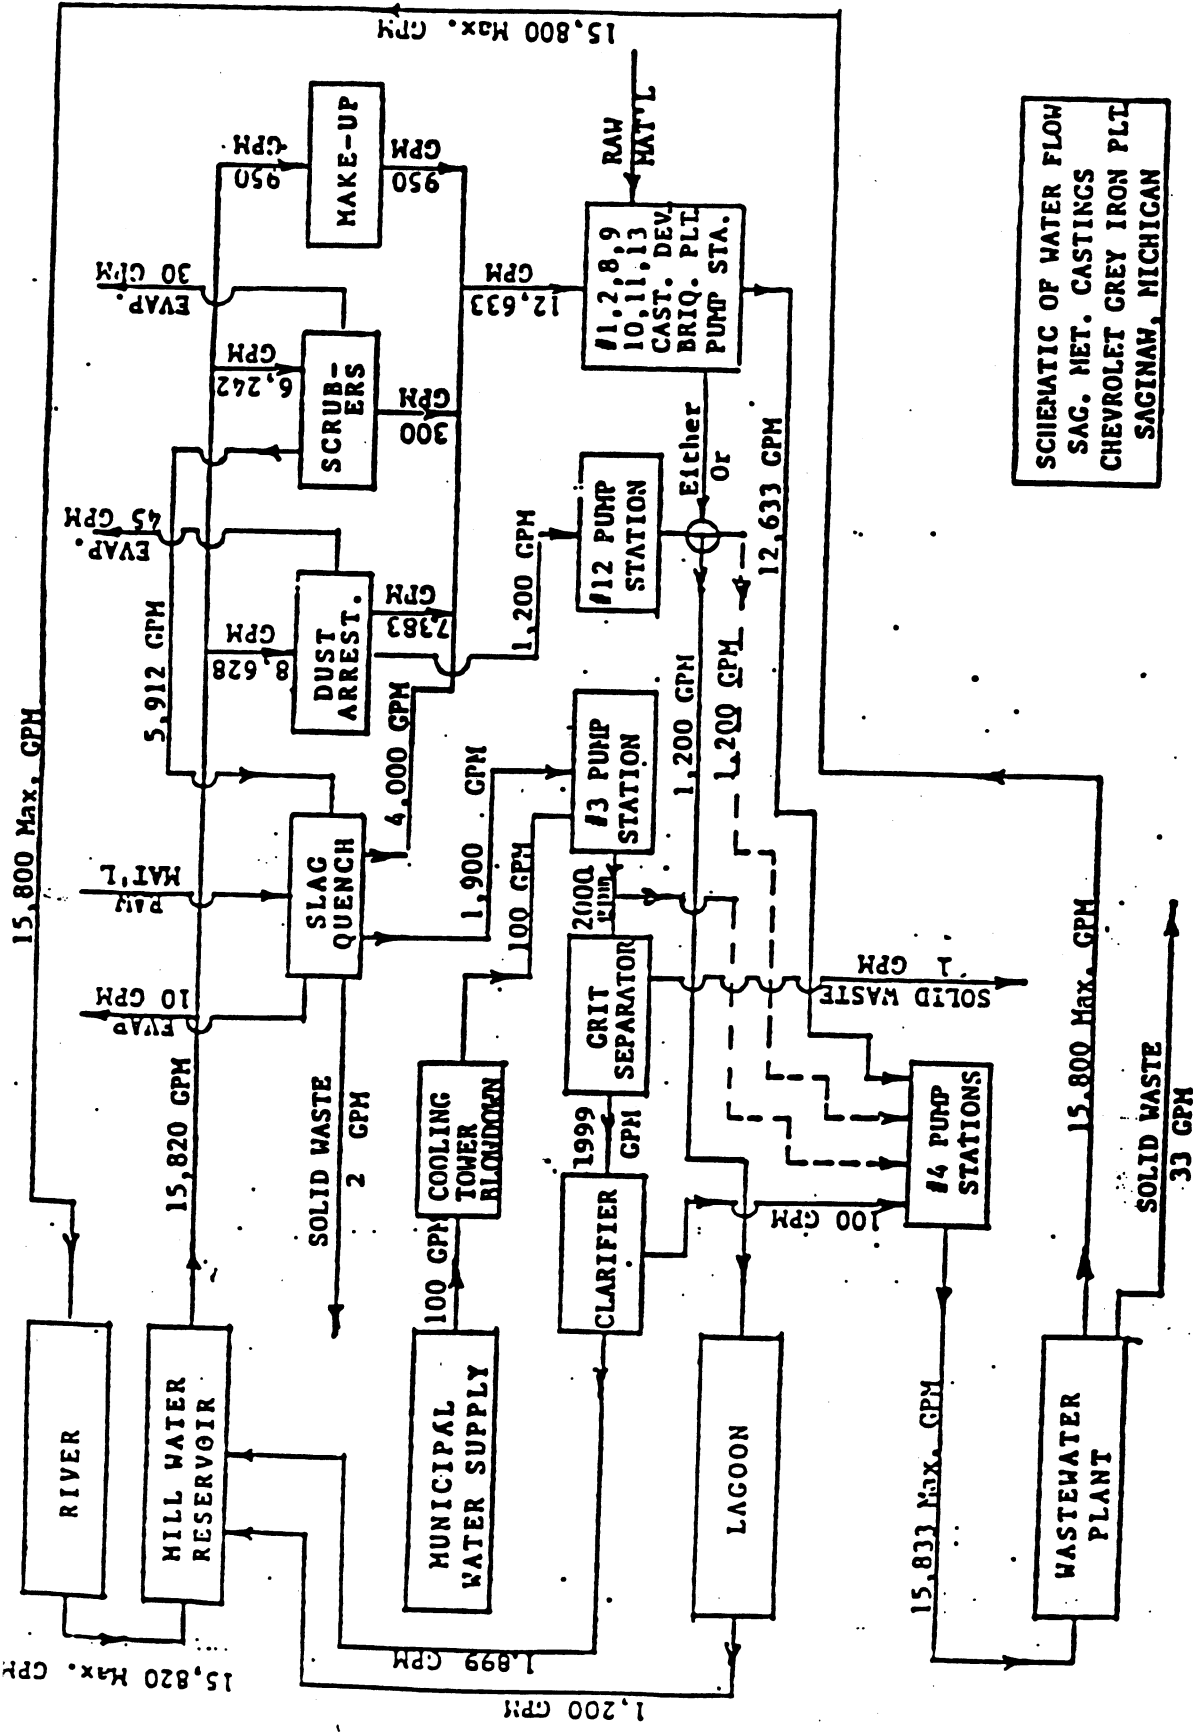 15,800 Max. GPM
15,800 Max. GPM
RIVER
15,820 Max. GPM
MILL WATER
RESERVOIR
15,820 GPM
EVAP
10 GPM
RAW
MAT'L
5,912 GPM
EVAP.
45 GPM
EVAP.
30 GPM
SLAG
QUENCH
SOLID WASTE
2 GPM
4,000 GPM
1,900 GPM
8,628
GPM
DUST
ARREST.
7383
GPM
1,200 GPM
6,242
GPM
SCRUB-
ERS
300
GPM
950
GPM
MAKE-UP
950
GPM
12,633
GPM
MUNICIPAL
WATER SUPPLY
100 GPM
COOLING
TOWER
BLOWDOWN
100 GPM
#3 PUMP
STATION
2000
GPM
GRIT
SEPARATOR
1999
GPM
CLARIFIER
1,899 GPM
100 GPM
SOLID WASTE
1
GPM
#12 PUMP
STATION
Either
Or
#1,2,8,9
10,11,13
CAST. DEV.
BRIQ. PLT
PUMP STA.
RAW
MAT'L
1,200 GPM
1,200 GPM
12,633 GPM
LAGOON
1,200 GPM
#4 PUMP
STATIONS
15,833 Max. GPM
WASTEWATER
PLANT
15,800 Max. GPM
SOLID WASTE
33 GPM
SCHEMATIC OF WATER FLOW
SAG. MET. CASTINGS
CHEVROLET GREY IRON PLT
SAGINAW, MICHIGAN